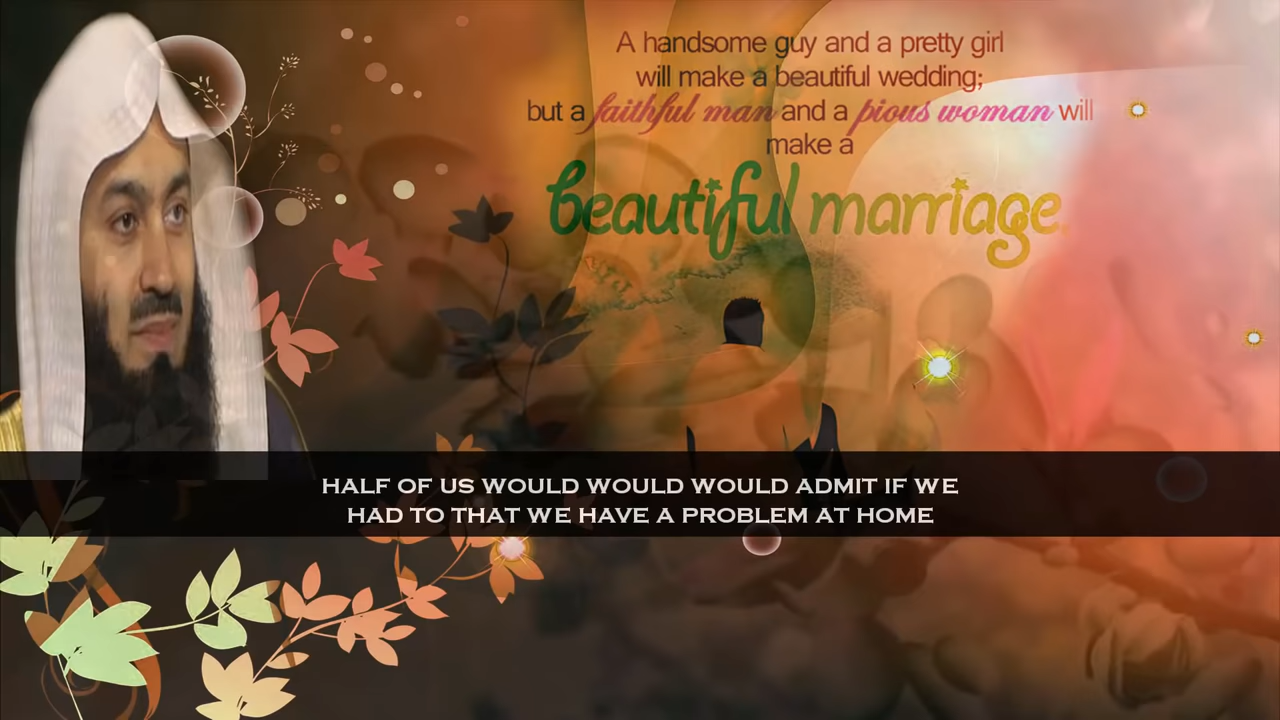 A handsome guy and a pretty girl
will make a beautiful wedding;
but a faithful man and a pious woman will
make a
beautiful marriage.
HALF OF US WOULD WOULD WOULD ADMIT IF WE
HAD TO THAT WE HAVE A PROBLEM AT HOME